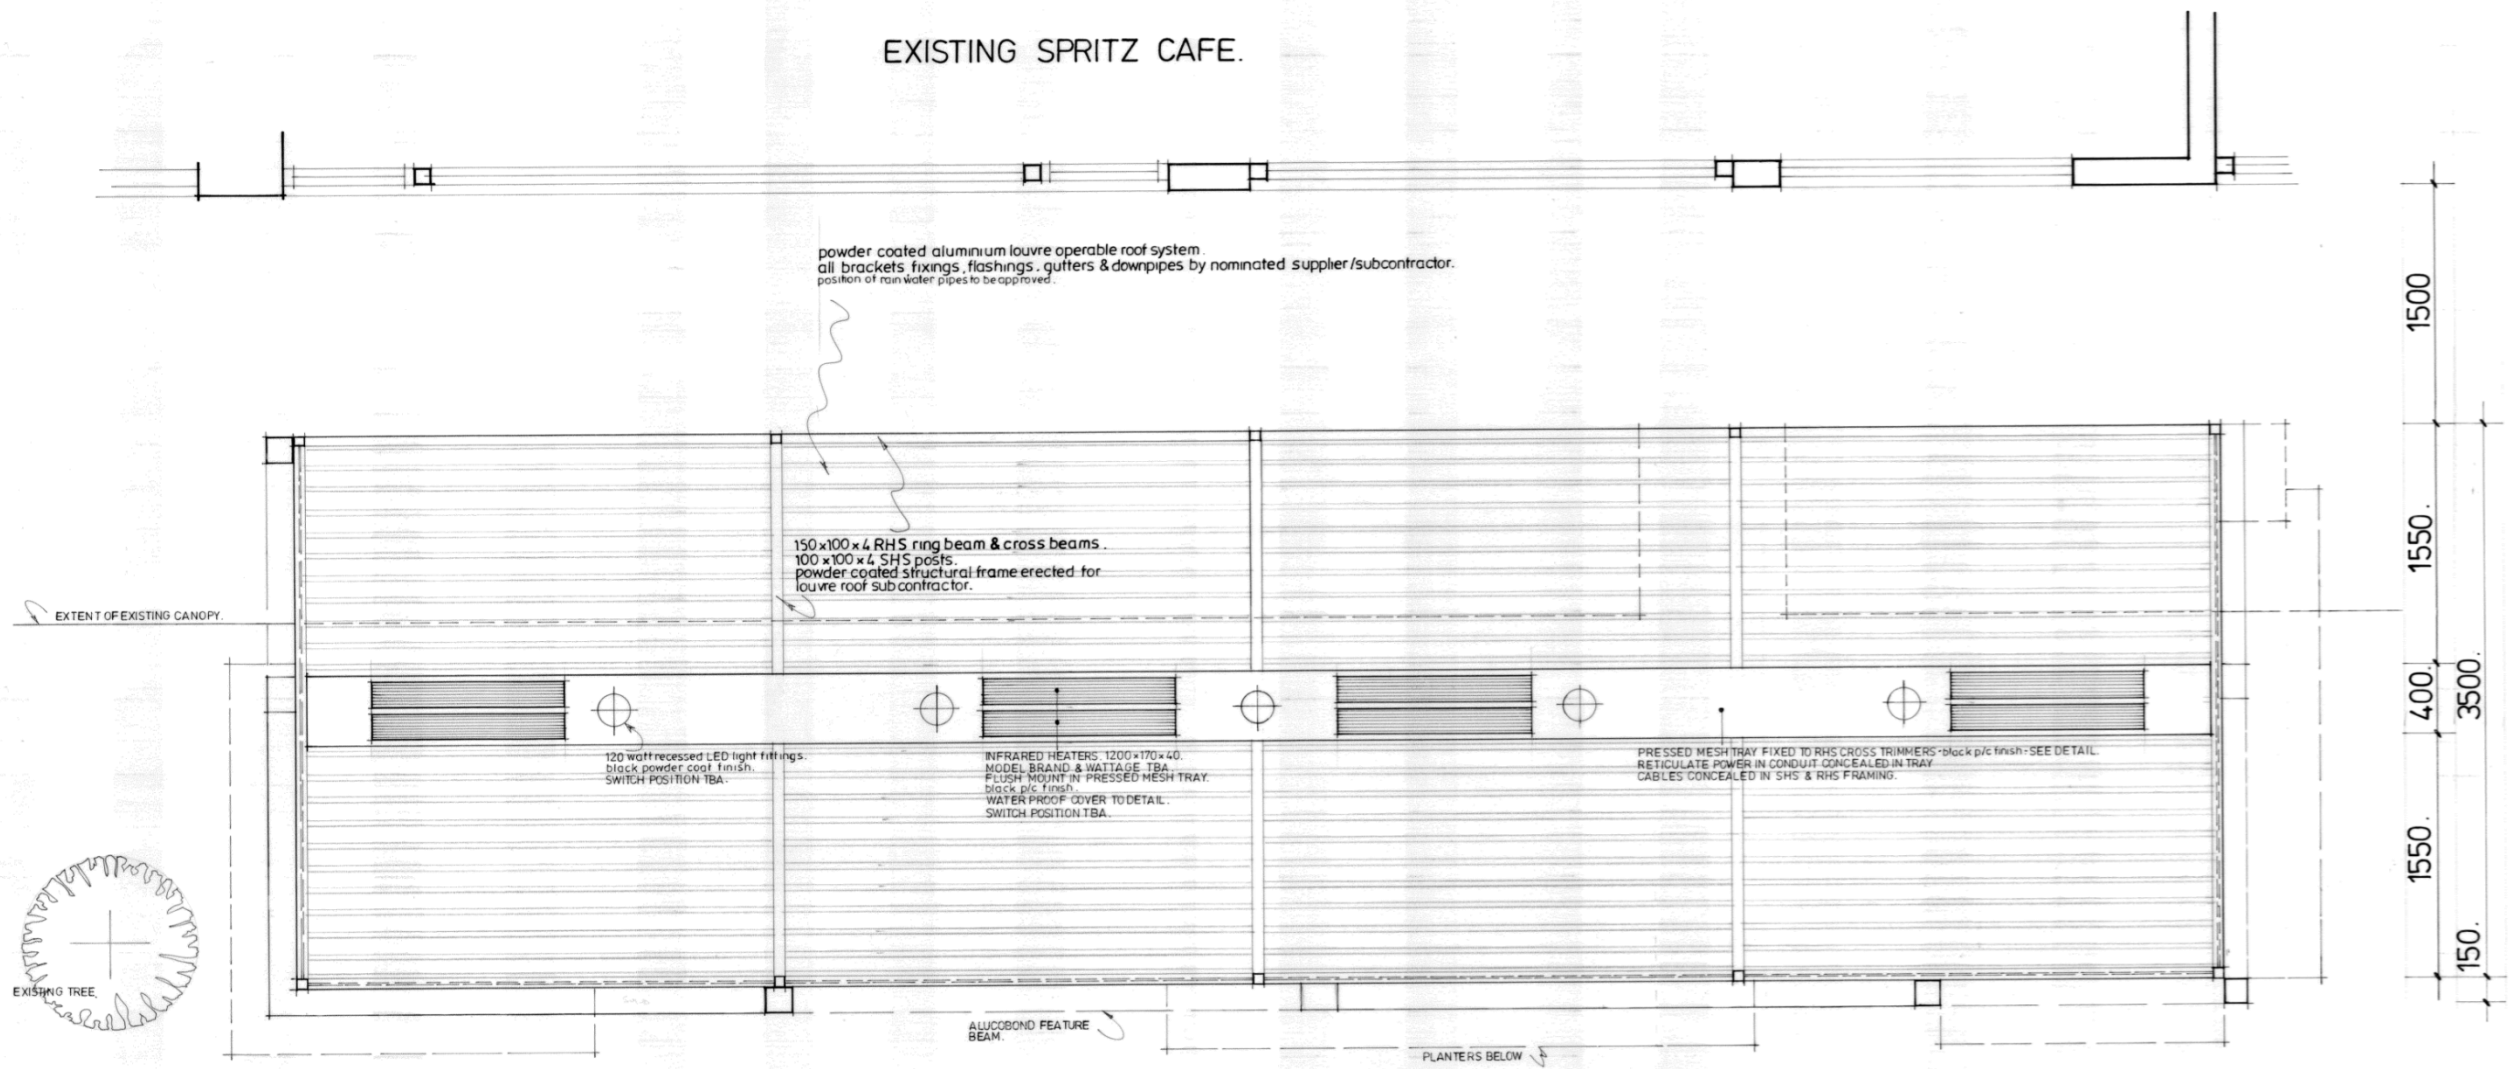 EXISTING SPRITZ CAFE.
powder coated aluminium louvre operable roof system.
all brackets fixings, flashings, gutters & downpipes by nominated supplier/subcontractor.
position of rain water pipes to be approved.
1500
150x100x4 RHS ring beam & cross beams.
100x100x4 SHS posts.
powder coated structural frame erected for
louvre roof subcontractor.
1550.
EXTENT OF EXISTING CANOPY.
400.
3500.
120 watt recessed LED light fittings.
black powder coat finish.
SWITCH POSITION TBA.
INFRARED HEATERS. 1200x170x40.
MODEL BRAND & WATTAGE TBA.
FLUSH MOUNT IN PRESSED MESH TRAY.
black p/c finish.
WATER PROOF COVER TO DETAIL.
SWITCH POSITION TBA.
PRESSED MESH TRAY FIXED TO RHS CROSS TRIMMERS - black p/c finish - SEE DETAIL.
RETICULATE POWER IN CONDUIT CONCEALED IN TRAY
CABLES CONCEALED IN SHS & RHS FRAMING.
1550.
150.
EXISTING TREE.
ALUCOBOND FEATURE
BEAM.
PLANTERS BELOW